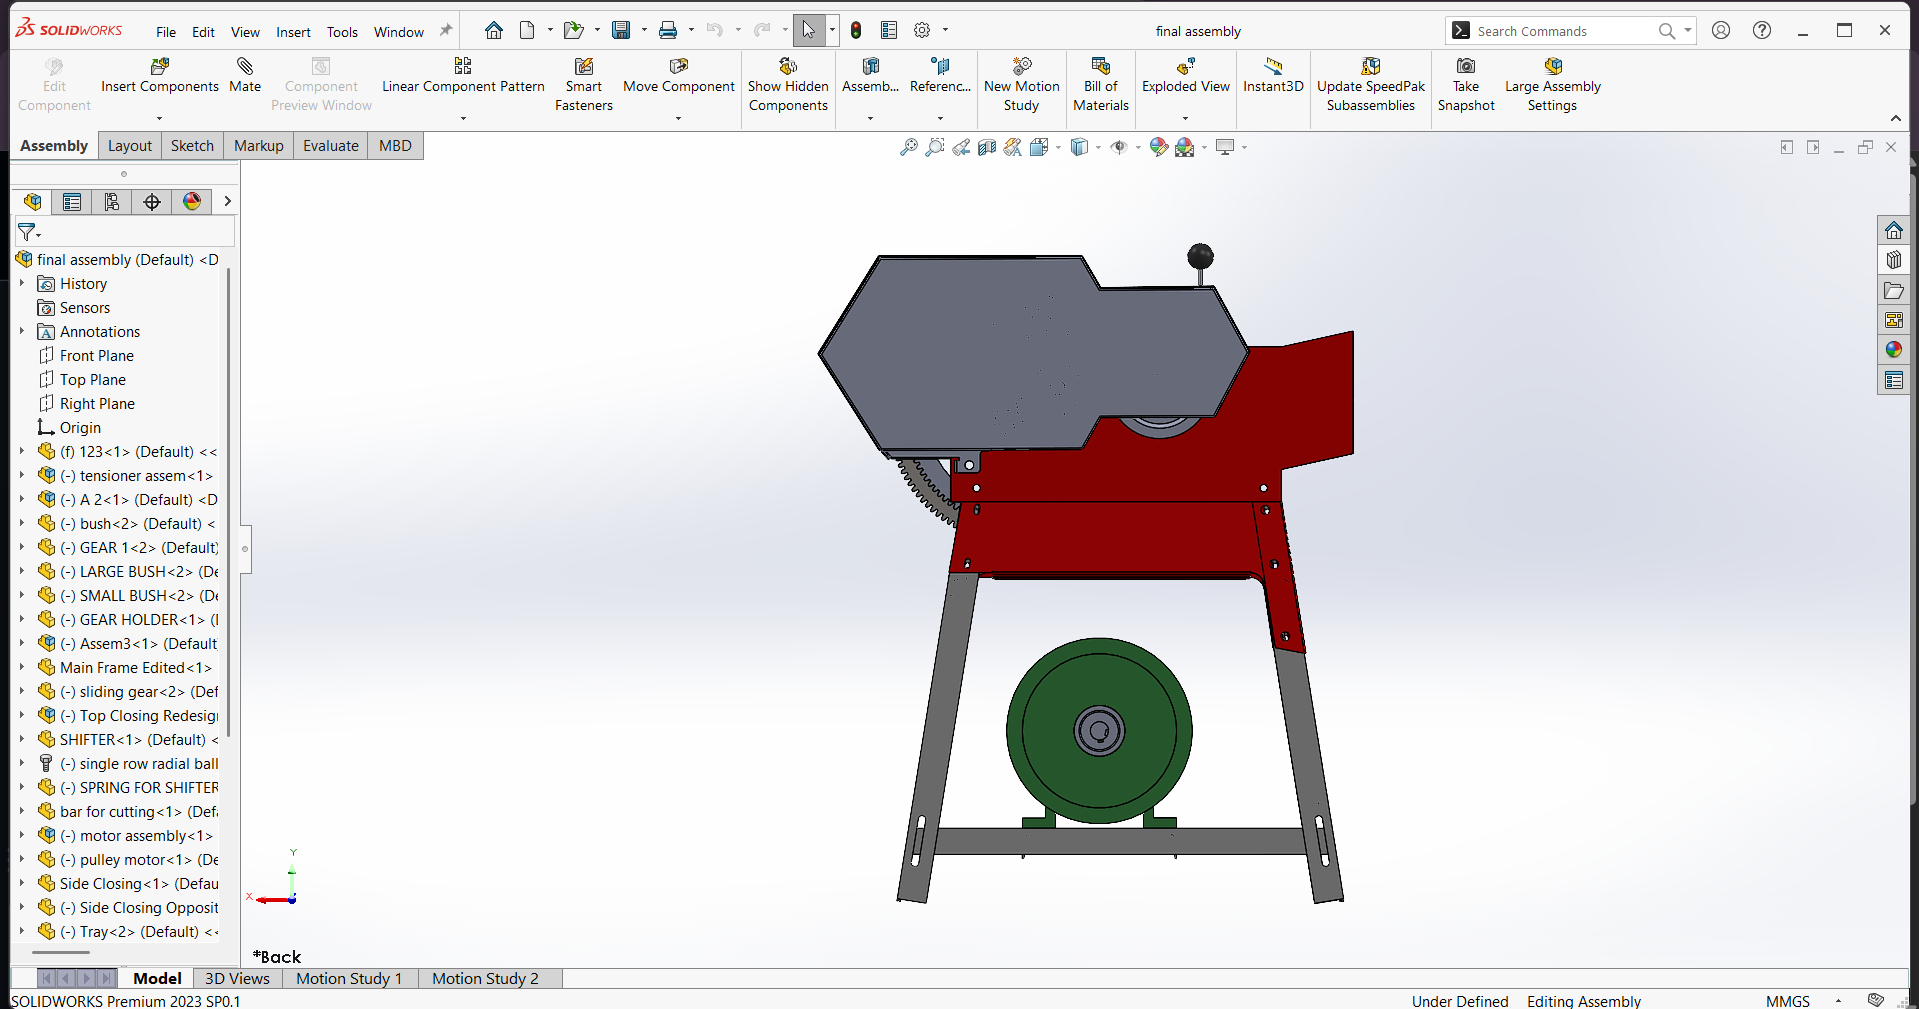 SOLIDWORKS File Edit View Insert Tools Window final assembly Search Commands
Edit Component
Insert Components
Mate
Component Preview Window
Linear Component Pattern
Smart Fasteners
Move Component
Show Hidden Components
Assemb...
Referenc...
New Motion Study
Bill of Materials
Exploded View
Instant3D
Update SpeedPak Subassemblies
Take Snapshot
Large Assembly Settings
Assembly Layout Sketch Markup Evaluate MBD
final assembly (Default) <D
History
Sensors
Annotations
Front Plane
Top Plane
Right Plane
Origin
(f) 123<1> (Default) <<
(-) tensioner assem<1>
(-) A 2<1> (Default) <D
(-) bush<2> (Default) <
(-) GEAR 1<2> (Default)
(-) LARGE BUSH<2> (De
(-) SMALL BUSH<2> (De
(-) GEAR HOLDER<1> (I
(-) Assem3<1> (Default
Main Frame Edited<1>
(-) sliding gear<2> (Def
(-) Top Closing Redesig
SHIFTER<1> (Default) <
(-) single row radial ball
(-) SPRING FOR SHIFTER
bar for cutting<1> (Defa
(-) motor assembly<1>
(-) pulley motor<1> (De
Side Closing<1> (Defau
(-) Side Closing Opposit
(-) Tray<2> (Default) <<
Y
X
*Back
Model 3D Views Motion Study 1 Motion Study 2
SOLIDWORKS Premium 2023 SP0.1 Under Defined Editing Assembly MMGS